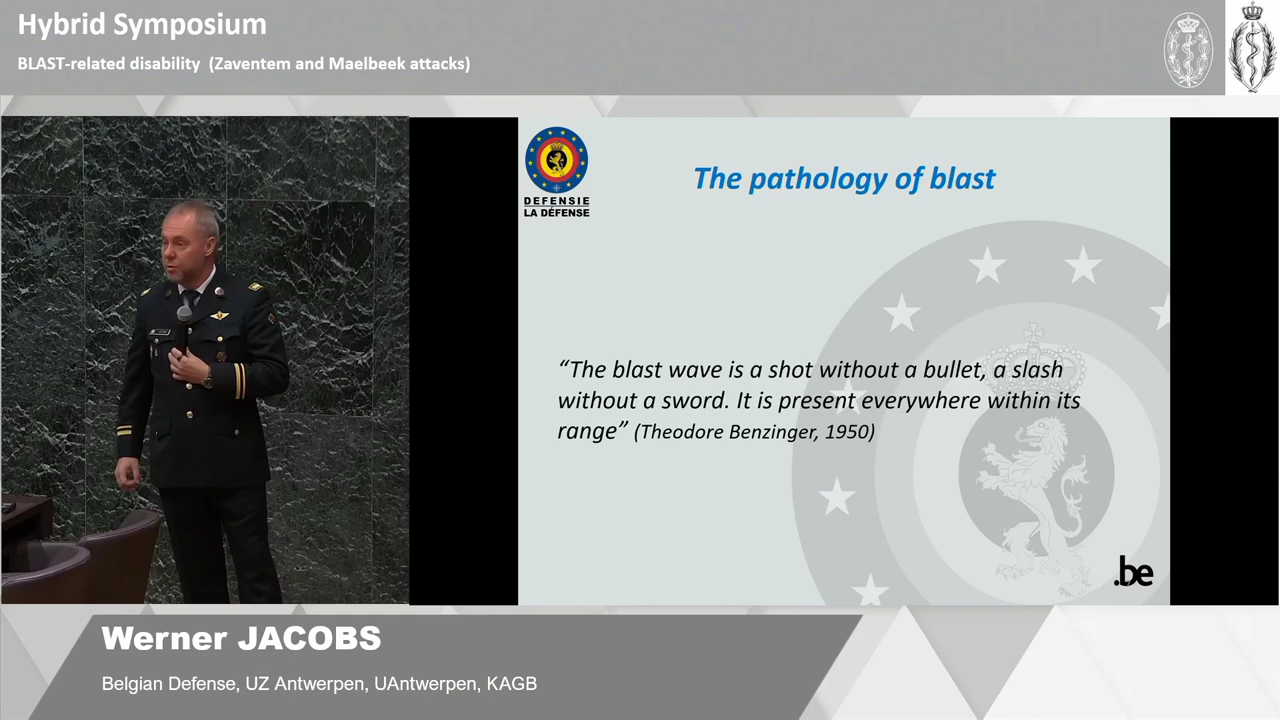 Hybrid Symposium
BLAST-related disability (Zaventem and Maelbeek attacks)
DEFENSIE
LA DÉFENSE
The pathology of blast
“The blast wave is a shot without a bullet, a slash
without a sword. It is present everywhere within its
range” (Theodore Benzinger, 1950)
.be
Werner JACOBS
Belgian Defense, UZ Antwerpen, UAntwerpen, KAGB